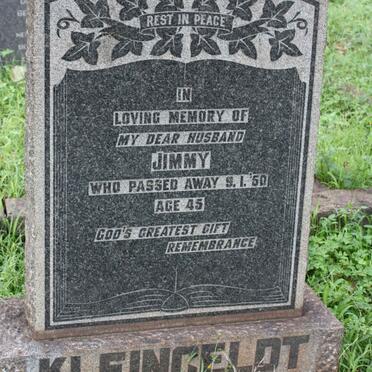 REST IN PEACE
IN
LOVING MEMORY OF
MY DEAR HUSBAND
JIMMY
WHO PASSED AWAY 9.1.'50
AGE 45
GOD'S GREATEST GIFT
REMEMBRANCE
KLEINGELDT